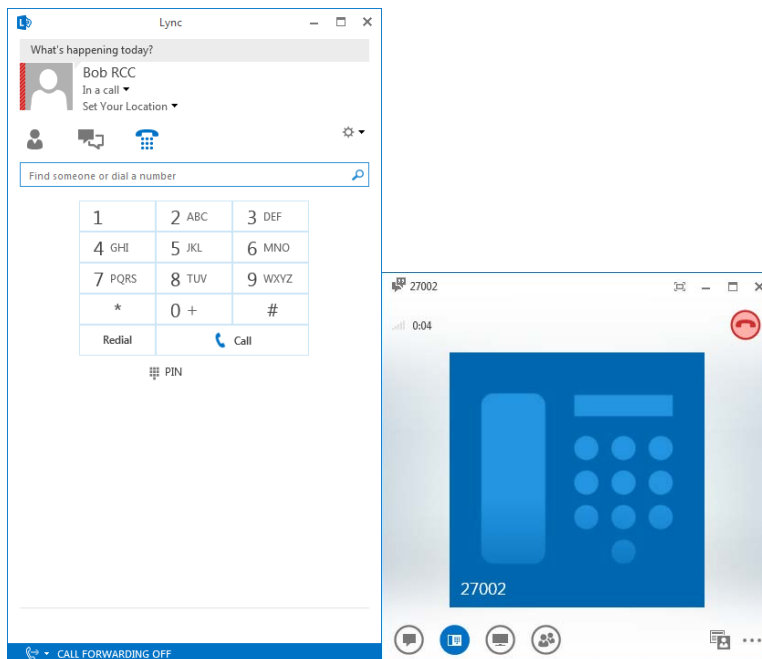 Lync
What's happening today?
Bob RCC
In a call
Set Your Location
Find someone or dial a number
1 2 ABC 3 DEF
4 GHI 5 JKL 6 MNO
7 PQRS 8 TUV 9 WXYZ
* 0 + #
Redial Call
PIN
CALL FORWARDING OFF
27002
0:04
27002